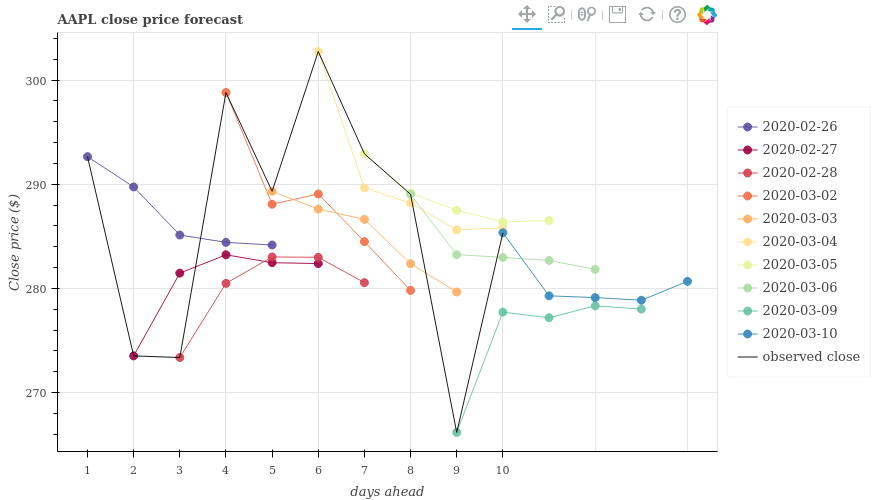 AAPL close price forecast
300
290
280
270
Close price ($)
1 2 3 4 5 6 7 8 9 10
days ahead
2020-02-26
2020-02-27
2020-02-28
2020-03-02
2020-03-03
2020-03-04
2020-03-05
2020-03-06
2020-03-09
2020-03-10
observed close